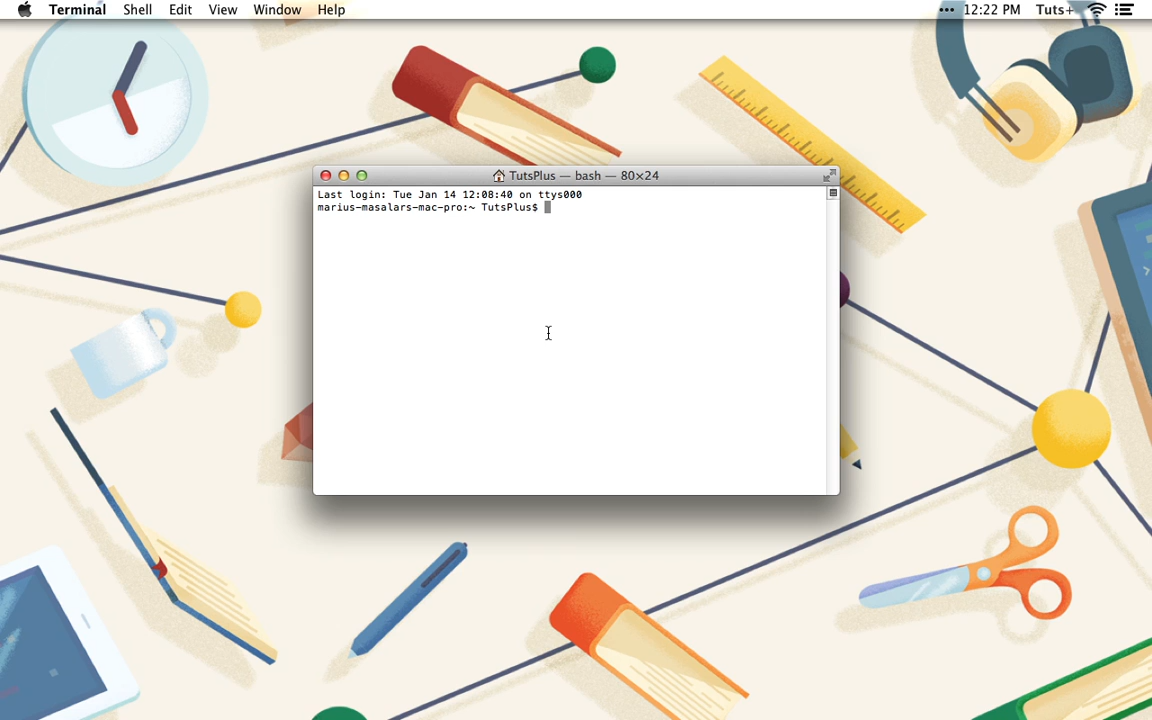 Terminal Shell Edit View Window Help 12:22 PM Tuts+
TutsPlus — bash — 80×24
Last login: Tue Jan 14 12:08:40 on ttys000
marius-masalars-mac-pro:~ TutsPlus$